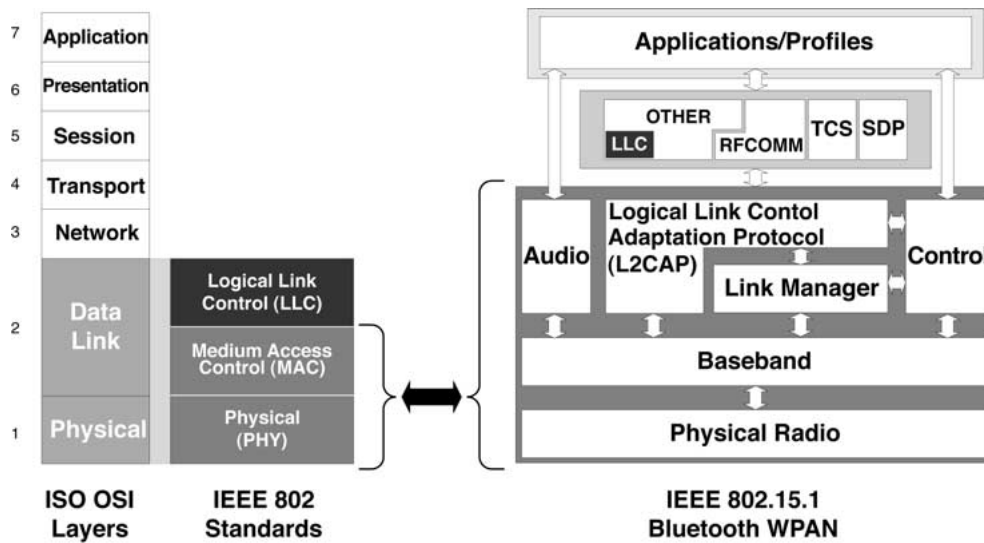 7
Application
6
Presentation
5
Session
4
Transport
3
Network
2
Data
Link
1
Physical
ISO OSI
Layers
Logical Link
Control (LLC)
Medium Access
Control (MAC)
Physical
(PHY)
IEEE 802
Standards
Applications/Profiles
OTHER
LLC
RFCOMM
TCS
SDP
Audio
Logical Link Contol
Adaptation Protocol
(L2CAP)
Link Manager
Control
Baseband
Physical Radio
IEEE 802.15.1
Bluetooth WPAN